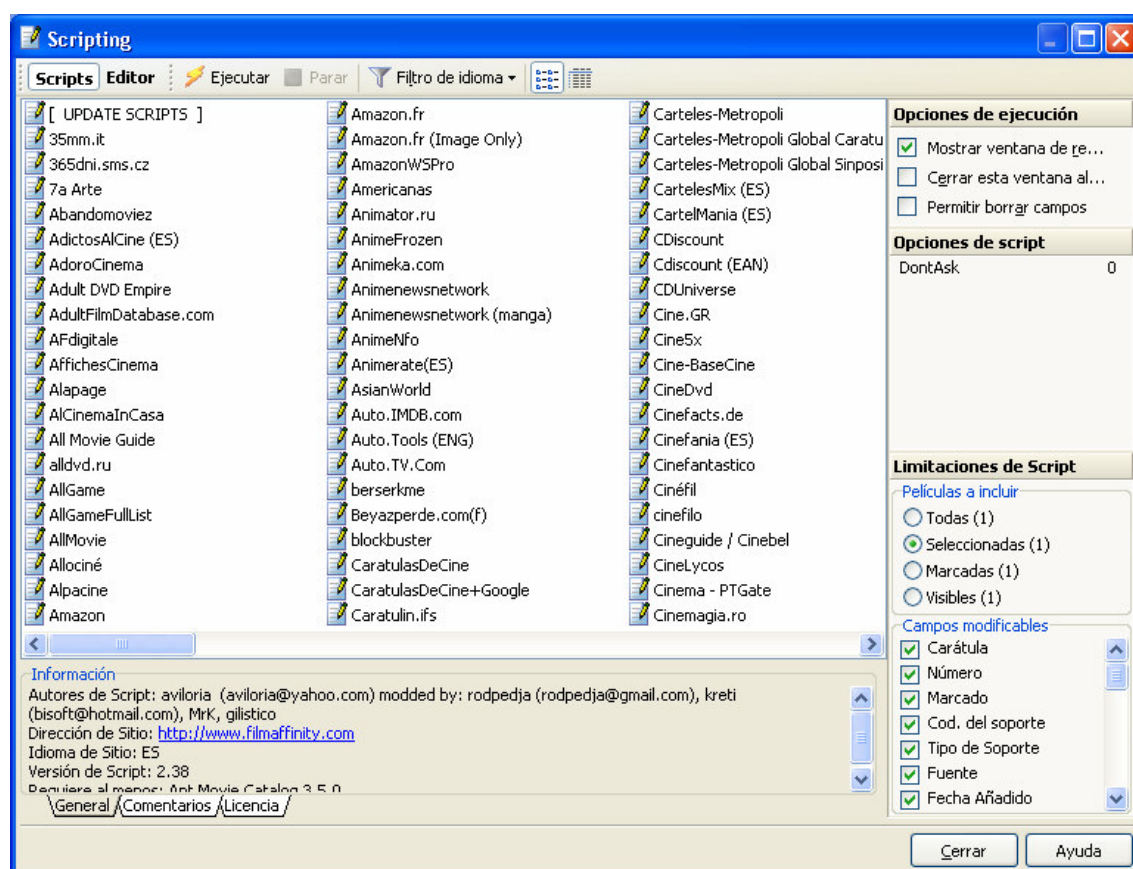 Scripting
Scripts Editor Ejecutar Parar Filtro de idioma
[ UPDATE SCRIPTS ]
35mm.it
365dni.sms.cz
7a Arte
Abandomoviez
AdictosAlCine (ES)
AdoroCinema
Adult DVD Empire
AdultFilmDatabase.com
AFdigitale
AffichesCinema
Alapage
AlCinemaInCasa
All Movie Guide
alldvd.ru
AllGame
AllGameFullList
AllMovie
Allociné
Alpacine
Amazon
Amazon.fr
Amazon.fr (Image Only)
AmazonWSPro
Americanas
Animator.ru
AnimeFrozen
Animeka.com
Animenewsnetwork
Animenewsnetwork (manga)
AnimeNfo
Animerate(ES)
AsianWorld
Auto.IMDB.com
Auto.Tools (ENG)
Auto.TV.Com
berserkme
Beyazperde.com(f)
blockbuster
CaratulasDeCine
CaratulasDeCine+Google
Caratulin.ifs
Carteles-Metropoli
Carteles-Metropoli Global Caratu
Carteles-Metropoli Global Sinposi
CartelesMix (ES)
CartelMania (ES)
CDiscount
Cdiscount (EAN)
CDUniverse
Cine.GR
Cine5x
Cine-BaseCine
CineDvd
Cinefacts.de
Cinefania (ES)
Cinefantastico
Cinéfil
cinefilo
Cineguide / Cinebel
CineLycos
Cinema - PTGate
Cinemagia.ro
Opciones de ejecución
Mostrar ventana de re...
Cerrar esta ventana al...
Permitir borrar campos
Opciones de script
DontAsk 0
Limitaciones de Script
Películas a incluir
Todas (1)
Seleccionadas (1)
Marcadas (1)
Visibles (1)
Campos modificables
Carátula
Número
Marcado
Cod. del soporte
Tipo de Soporte
Fuente
Fecha Añadido
Información
Autores de Script: aviloria (aviloria@yahoo.com) modded by: rodpedja (rodpedja@gmail.com), kreti
(bisoft@hotmail.com), MrK, gilistico
Dirección de Sitio: http://www.filmaffinity.com
Idioma de Sitio: ES
Versión de Script: 2.38
Requiere al menos: Ant Movie Catalog 3.5.0
General Comentarios Licencia
Cerrar Ayuda